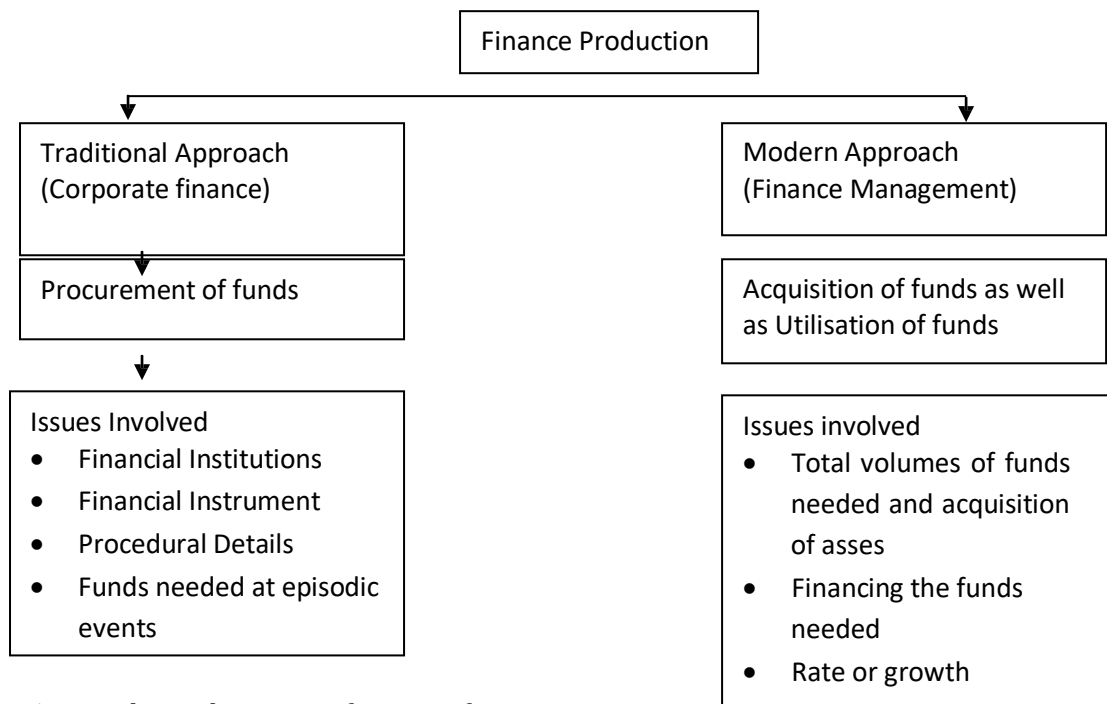 Finance Production
Traditional Approach
(Corporate finance)
Procurement of funds
Issues Involved
• Financial Institutions
• Financial Instrument
• Procedural Details
• Funds needed at episodic
events
Modern Approach
(Finance Management)
Acquisition of funds as well
as Utilisation of funds
Issues involved
• Total volumes of funds
needed and acquisition
of asses
• Financing the funds
needed
• Rate or growth